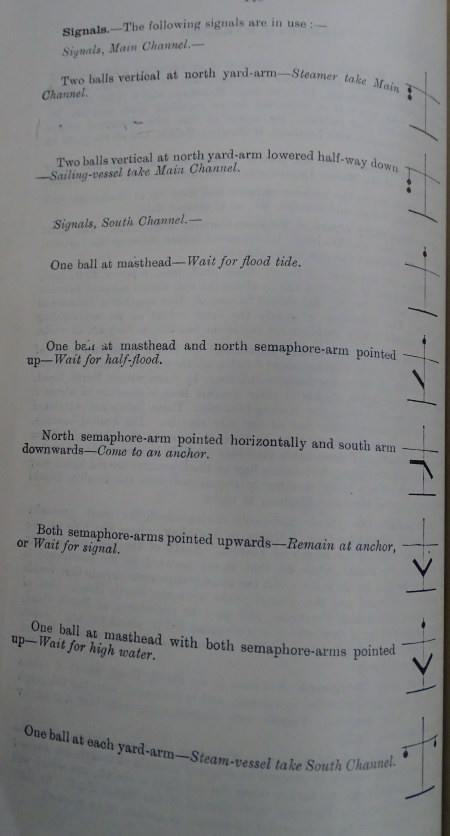 Signals.—The following signals are in use :—
Signals, Main Channel.—
Two balls vertical at north yard-arm—Steamer take Main
Channel.
Two balls vertical at north yard-arm lowered half-way down
—Sailing-vessel take Main Channel.
Signals, South Channel.—
One ball at masthead—Wait for flood tide.
One ball at masthead and north semaphore-arm pointed
up—Wait for half-flood.
North semaphore-arm pointed horizontally and south arm
downwards—Come to an anchor.
Both semaphore-arms pointed upwards—Remain at anchor,
or Wait for signal.
One ball at masthead with both semaphore-arms pointed
up—Wait for high water.
One ball at each yard-arm—Steam-vessel take South Channel.